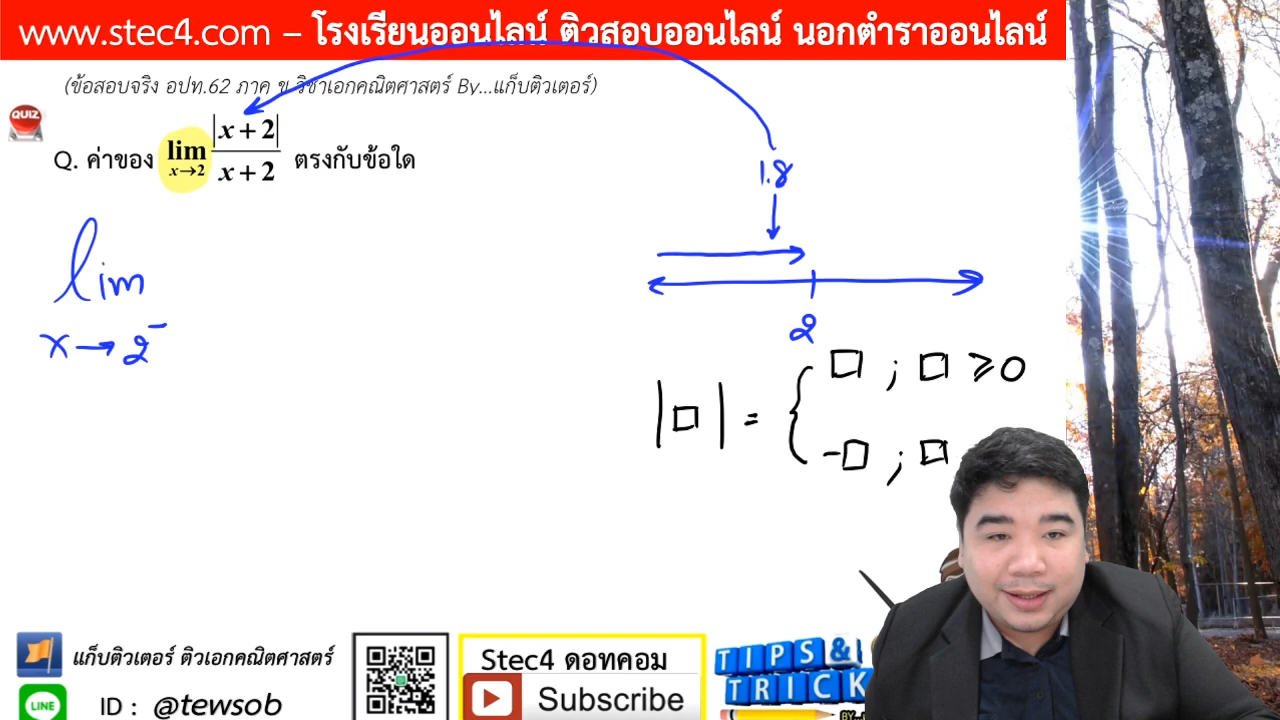 www.stec4.com – โรงเรียนออนไลน์ ติวสอบออนไลน์ นอกตำราออนไลน์
(ข้อสอบจริง อปท.62 ภาค ข วิชาเอกคณิตศาสตร์ By...แก็บติวเตอร์)
QUIZ
Q. ค่าของ lim x→2 |x+2| / x+2 ตรงกับข้อใด
1.8
lim
x→2⁻
2
|□| = { □ ; □ ≥ 0
-□ ; □
แก็บติวเตอร์ ติวเอกคณิตศาสตร์
LINE ID : @tewsob
Stec4 ดอทคอม
Subscribe
TIPS &
TRICK